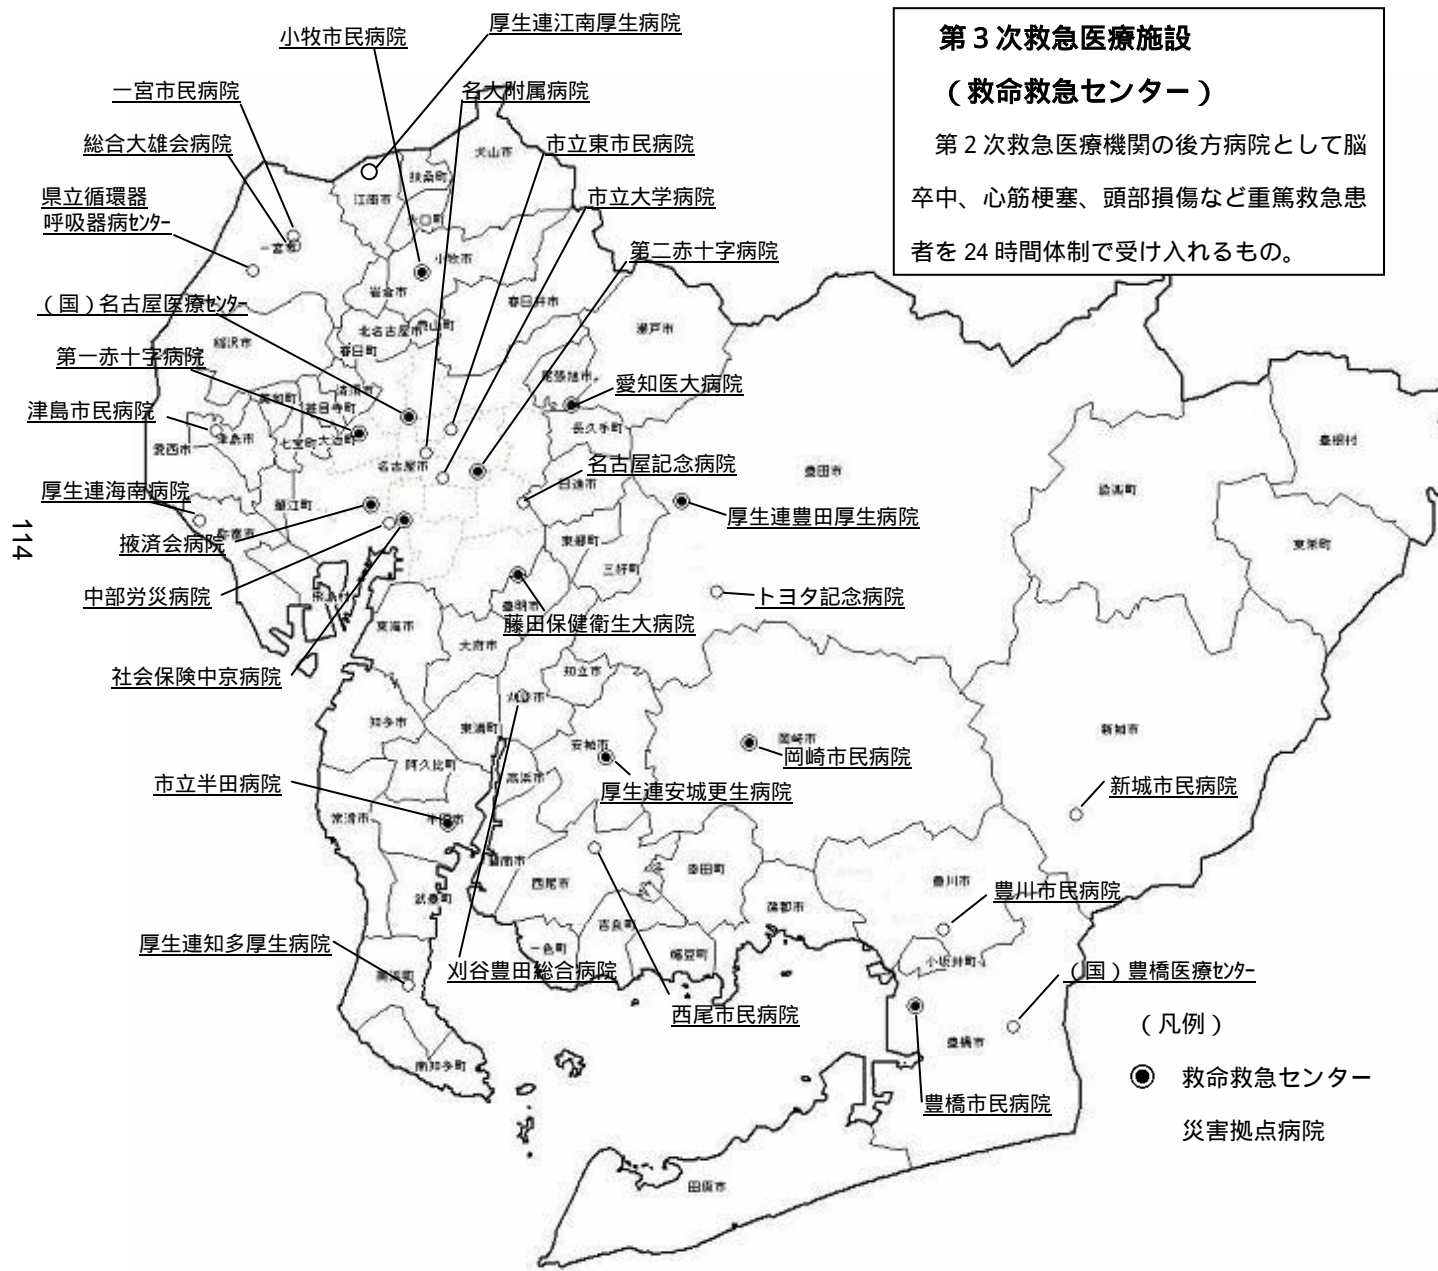 厚生連江南厚生病院
小牧市民病院
一宮市民病院
名大附属病院
総合大雄会病院
市立東市民病院
県立循環器
呼吸器病ｾﾝﾀｰ
市立大学病院
第二赤十字病院
（国）名古屋医療ｾﾝﾀｰ
第一赤十字病院
愛知医大病院
津島市民病院
名古屋記念病院
厚生連海南病院
厚生連豊田厚生病院
掖済会病院
中部労災病院
トヨタ記念病院
藤田保健衛生大病院
社会保険中京病院
岡崎市民病院
市立半田病院
厚生連安城更生病院
新城市民病院
豊川市民病院
厚生連知多厚生病院
刈谷豊田総合病院
（国）豊橋医療ｾﾝﾀｰ
西尾市民病院
豊橋市民病院
第３次救急医療施設
（救命救急センター）
第２次救急医療機関の後方病院として脳
卒中、心筋梗塞、頭部損傷など重篤救急患
者を 24 時間体制で受け入れるもの。
（凡例）
救命救急センター
災害拠点病院
114
犬山市
扶桑町
江南市
小牧市
岩倉市
春日井市
北名古屋市
春日町
稲沢市
瀬戸市
尾張旭市
長久手町
甚目寺町
七宝町
大治町
津島市
愛西市
名古屋市
日進市
蟹江町
東郷町
三好町
豊田市
設楽町
豊根村
東栄町
飛島村
豊明市
東海市
大府市
知立市
知多市
東浦町
安城市
岡崎市
新城市
阿久比町
高浜市
常滑市
西尾市
幸田町
武豊町
豊川市
蒲郡市
吉良町
一色町
幡豆町
小坂井町
豊橋市
南知多町
田原市